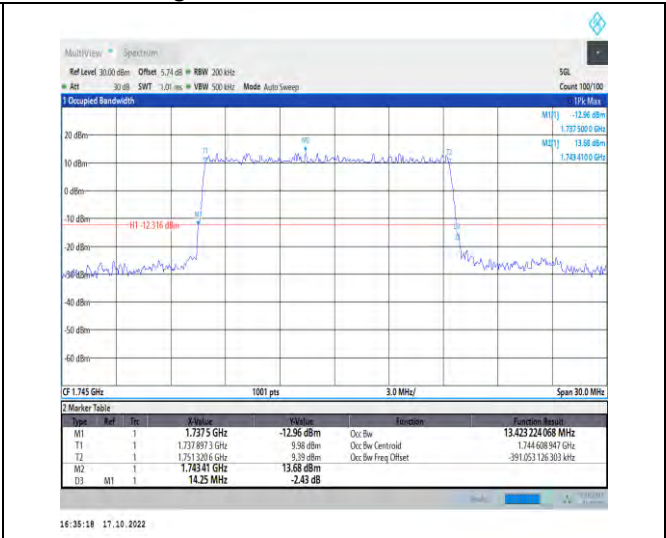 MultiView Spectrum
Ref Level 30.00 dBm Offset 5.74 dB RBW 200 kHz SGL
Att 30 dB SWT 1.01 ms VBW 500 kHz Mode Auto Sweep Count 100/100
1 Occupied Bandwidth 1Pk Max
M1[1] -12.96 dBm
1.737 500 0 GHz
M2[1] 13.68 dBm
1.743 410 0 GHz
20 dBm
M2
T1 T2
10 dBm
0 dBm
-10 dBm
M1
H1 -12.316 dBm
D3
-20 dBm
-30 dBm
-40 dBm
-50 dBm
-60 dBm
CF 1.745 GHz 1001 pts 3.0 MHz/ Span 30.0 MHz
2 Marker Table
Type Ref Trc X-Value Y-Value Function Function Result
M1 1 1.737 5 GHz -12.96 dBm Occ Bw 13.423 224 068 MHz
T1 1 1.737 897 3 GHz 9.98 dBm Occ Bw Centroid 1.744 608 947 GHz
T2 1 1.751 320 6 GHz 9.39 dBm Occ Bw Freq Offset -391.053 126 303 kHz
M2 1 1.743 41 GHz 13.68 dBm
D3 M1 1 14.25 MHz -2.43 dB
16:35:18 17.10.2022